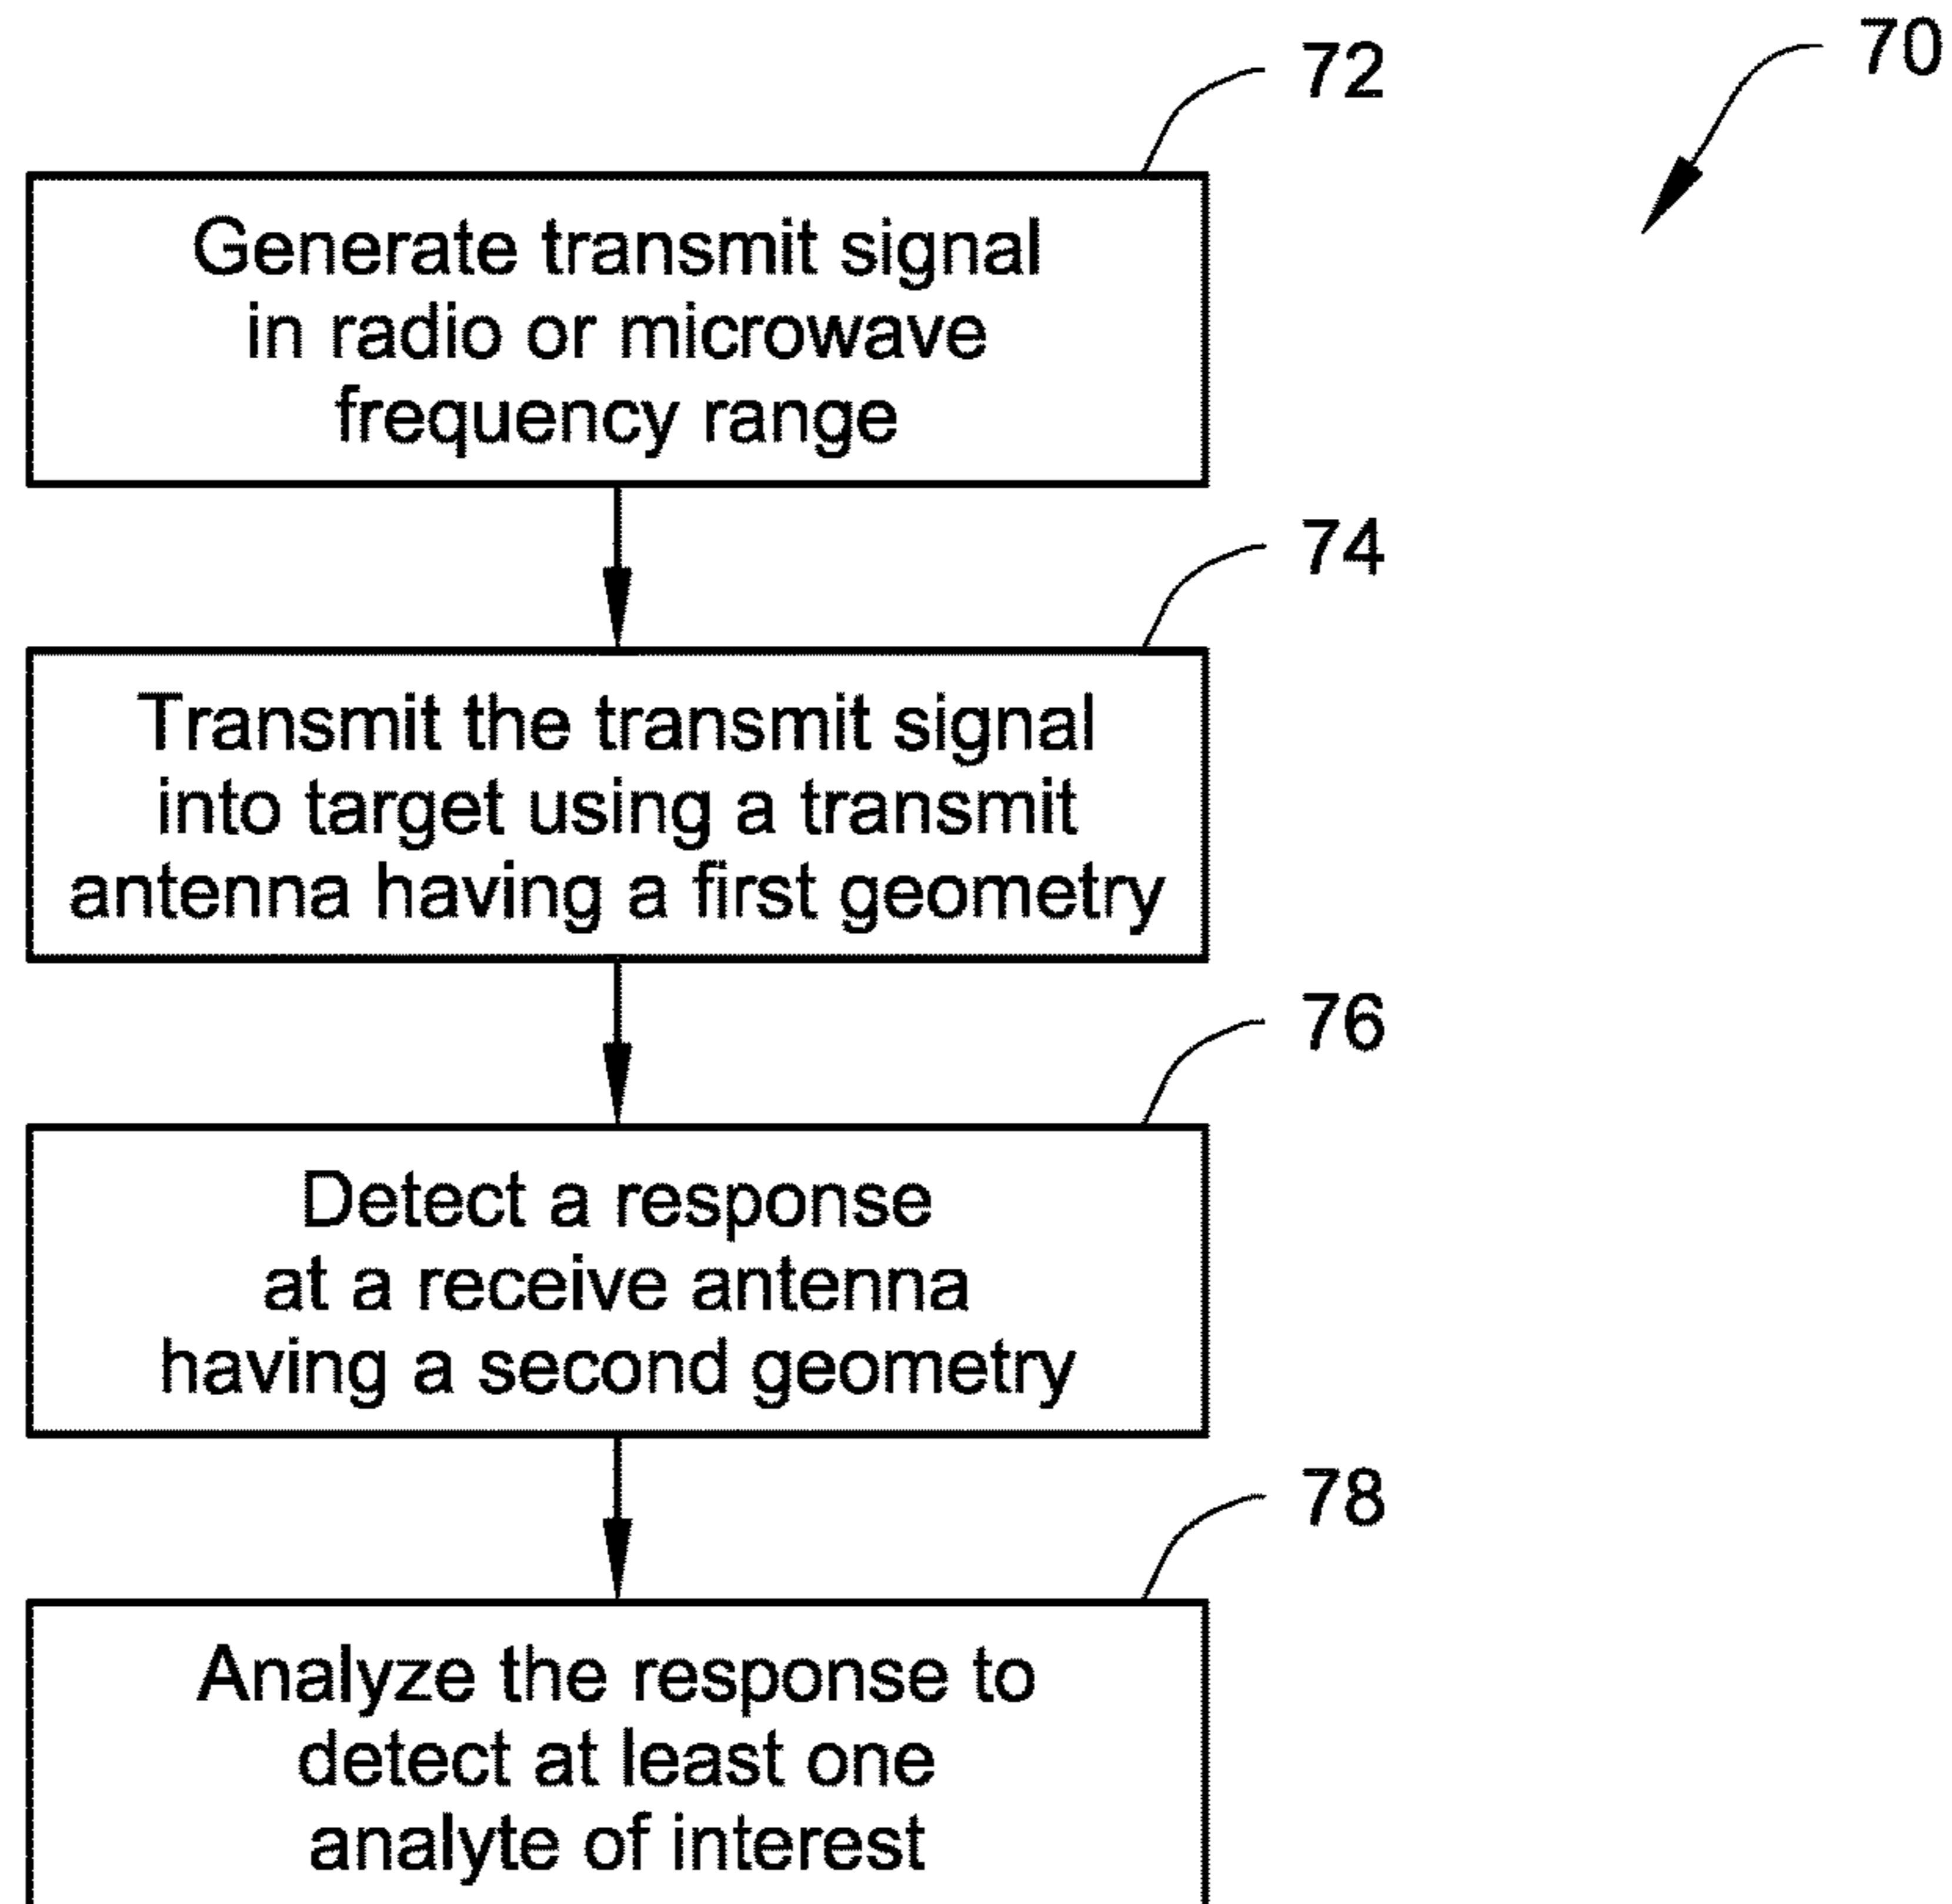 70
72
Generate transmit signal
in radio or microwave
frequency range
74
Transmit the transmit signal
into target using a transmit
antenna having a first geometry
76
Detect a response
at a receive antenna
having a second geometry
78
Analyze the response to
detect at least one
analyte of interest